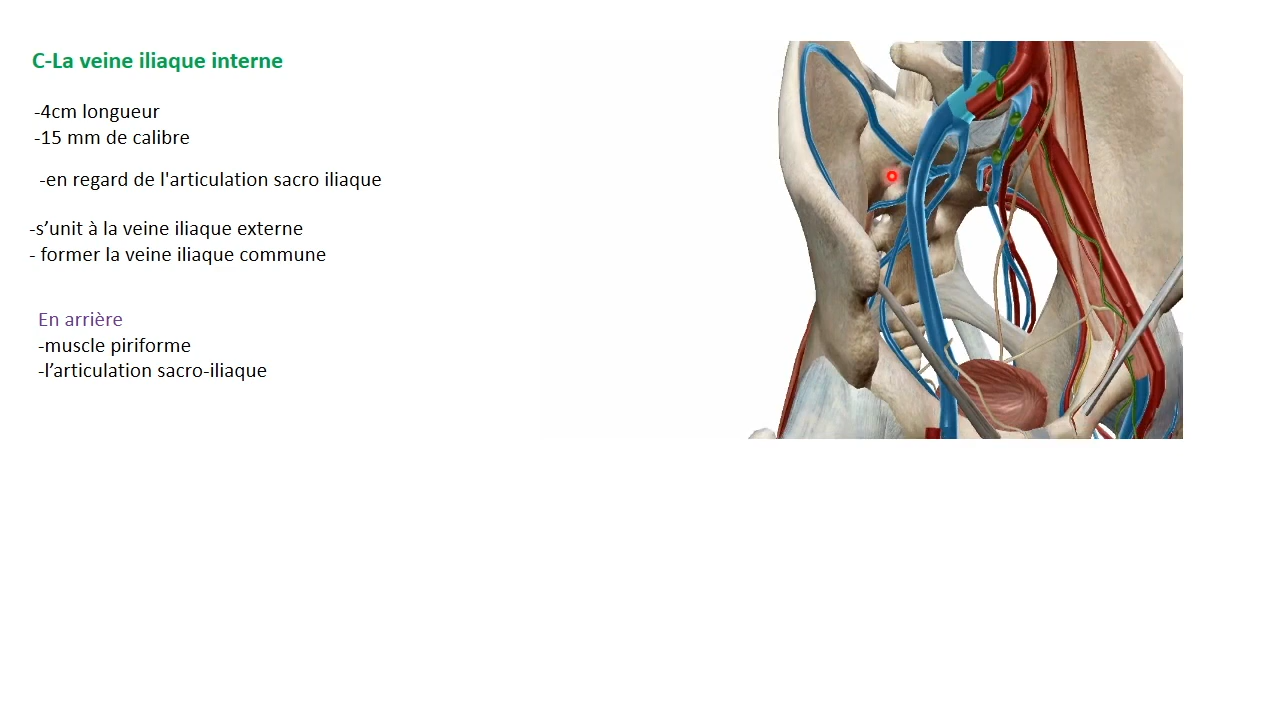 C-La veine iliaque interne
-4cm longueur
-15 mm de calibre
-en regard de l'articulation sacro iliaque
-s’unit à la veine iliaque externe
- former la veine iliaque commune
En arrière
-muscle piriforme
-l’articulation sacro-iliaque